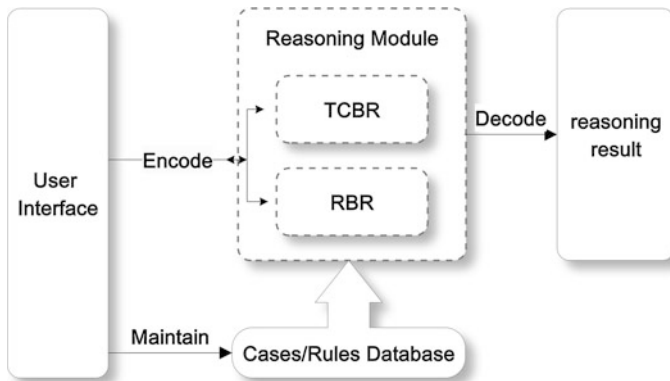 Reasoning Module
TCBR
RBR
Encode
Decode
User
Interface
reasoning
result
Maintain
Cases/Rules Database